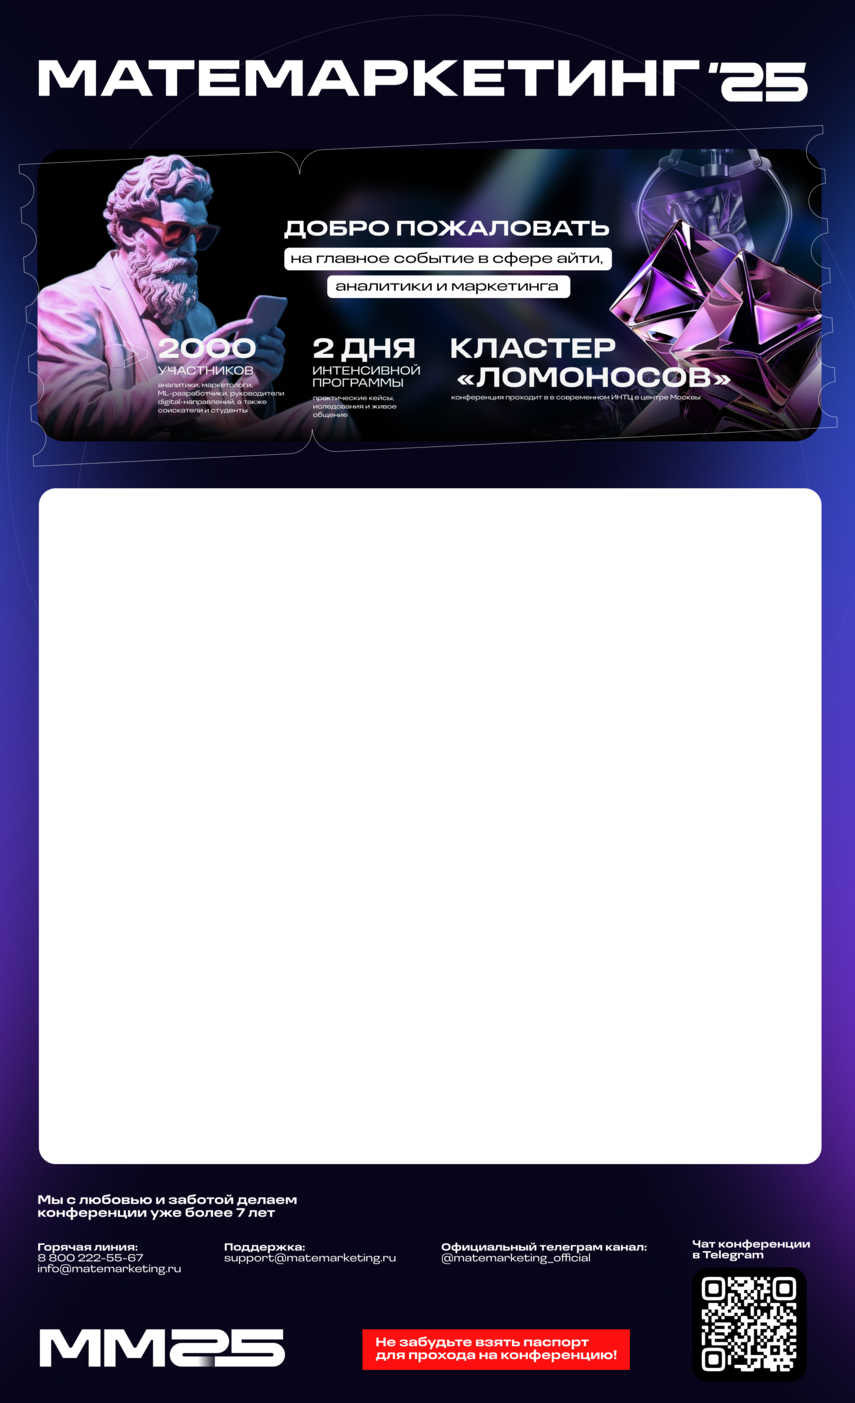 МАТЕМАРКЕТИНГ '25
ДОБРО ПОЖАЛОВАТЬ
на главное событие в сфере айти,
аналитики и маркетинга
2000
УЧАСТНИКОВ
аналитики, маркетологи,
ML-разработчики, руководители
digital-направлений, а также
соискатели и студенты
2 ДНЯ
ИНТЕНСИВНОЙ
ПРОГРАММЫ
практические кейсы,
иследования и живое
общение
КЛАСТЕР
«ЛОМОНОСОВ»
конференция проходит в в современном ИНТЦ в центре Москвы
Мы с любовью и заботой делаем
конференции уже более 7 лет
Горячая линия:
8 800 222-55-67
info@matemarketing.ru
Поддержка:
support@matemarketing.ru
Официальный телеграм канал:
@matemarketing_official
Чат конференции
в Telegram
ММ25
Не забудьте взять паспорт
для прохода на конференцию!